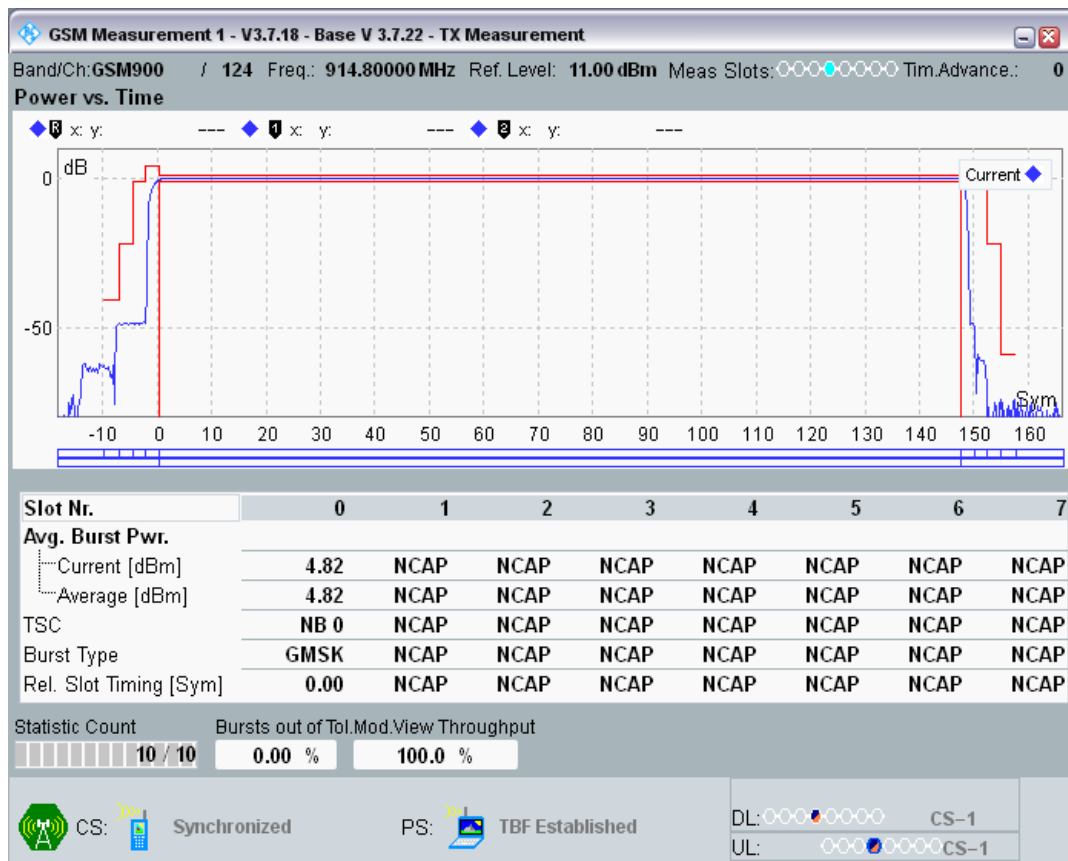 GSM Measurement 1 - V3.7.18 - Base V 3.7.22 - TX Measurement
Band/Ch:GSM900 / 124 Freq.: 914.80000 MHz Ref. Level: 11.00 dBm Meas Slots: Tim.Advance.: 0
Power vs. Time
R x: y: --- 1 x: y: --- 2 x: y: ---
dB
Current
0
-50
Sym
-10 0 10 20 30 40 50 60 70 80 90 100 110 120 130 140 150 160
Slot Nr. 0 1 2 3 4 5 6 7
Avg. Burst Pwr.
Current [dBm] 4.82 NCAP NCAP NCAP NCAP NCAP NCAP NCAP
Average [dBm] 4.82 NCAP NCAP NCAP NCAP NCAP NCAP NCAP
TSC NB 0 NCAP NCAP NCAP NCAP NCAP NCAP NCAP
Burst Type GMSK NCAP NCAP NCAP NCAP NCAP NCAP NCAP
Rel. Slot Timing [Sym] 0.00 NCAP NCAP NCAP NCAP NCAP NCAP NCAP
Statistic Count Bursts out of Tol.Mod.View Throughput
10 / 10 0.00 % 100.0 %
CS: Synchronized PS: TBF Established
DL: CS-1
UL: CS-1